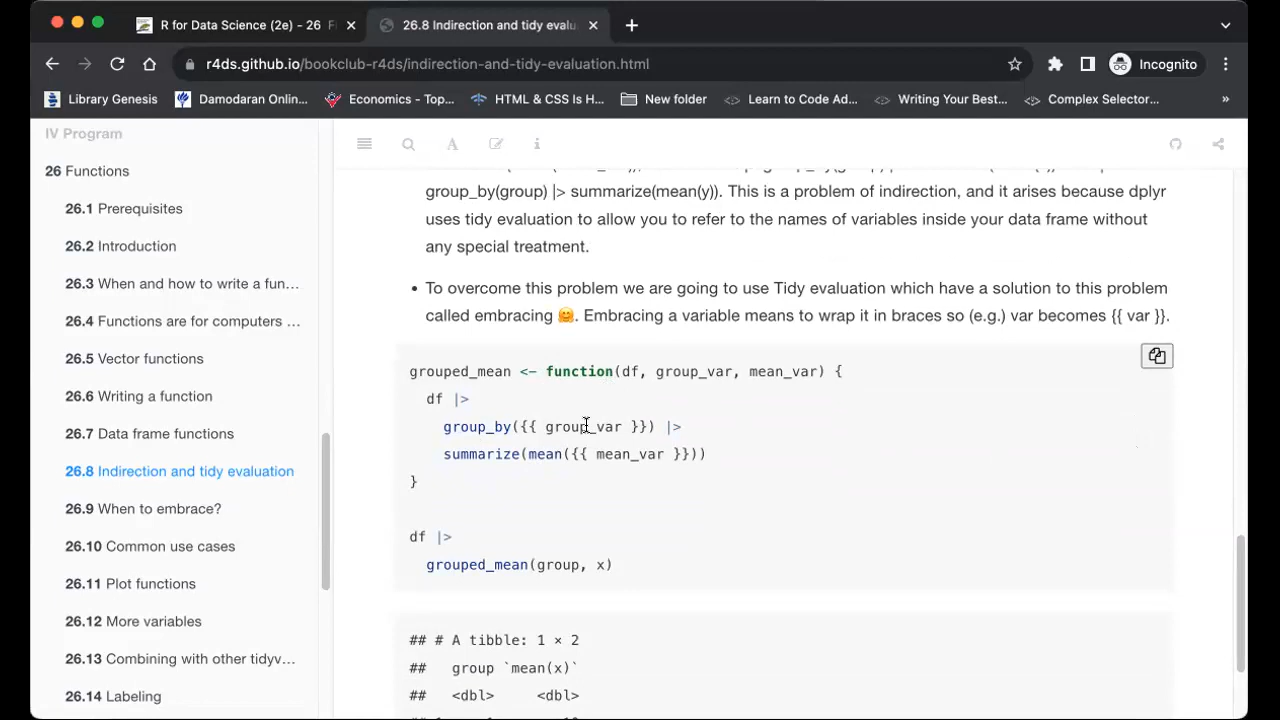 R for Data Science (2e) - 26
26.8 Indirection and tidy evalu
r4ds.github.io/bookclub-r4ds/indirection-and-tidy-evaluation.html
Incognito
Library Genesis
Damodaran Onlin...
Economics - Top...
HTML & CSS Is H...
New folder
Learn to Code Ad...
Writing Your Best...
Complex Selector...
»
IV Program
26 Functions
26.1 Prerequisites
26.2 Introduction
26.3 When and how to write a fun...
26.4 Functions are for computers ...
26.5 Vector functions
26.6 Writing a function
26.7 Data frame functions
26.8 Indirection and tidy evaluation
26.9 When to embrace?
26.10 Common use cases
26.11 Plot functions
26.12 More variables
26.13 Combining with other tidyv...
26.14 Labeling
group_by(group) |> summarize(mean(y)). This is a problem of indirection, and it arises because dplyr
uses tidy evaluation to allow you to refer to the names of variables inside your data frame without
any special treatment.
• To overcome this problem we are going to use Tidy evaluation which have a solution to this problem
called embracing 🤗. Embracing a variable means to wrap it in braces so (e.g.) var becomes {{ var }}.
grouped_mean <- function(df, group_var, mean_var) {
df |>
group_by({{ group_var }}) |>
summarize(mean({{ mean_var }}))
}
df |>
grouped_mean(group, x)
## # A tibble: 1 × 2
## group `mean(x)`
## <dbl> <dbl>